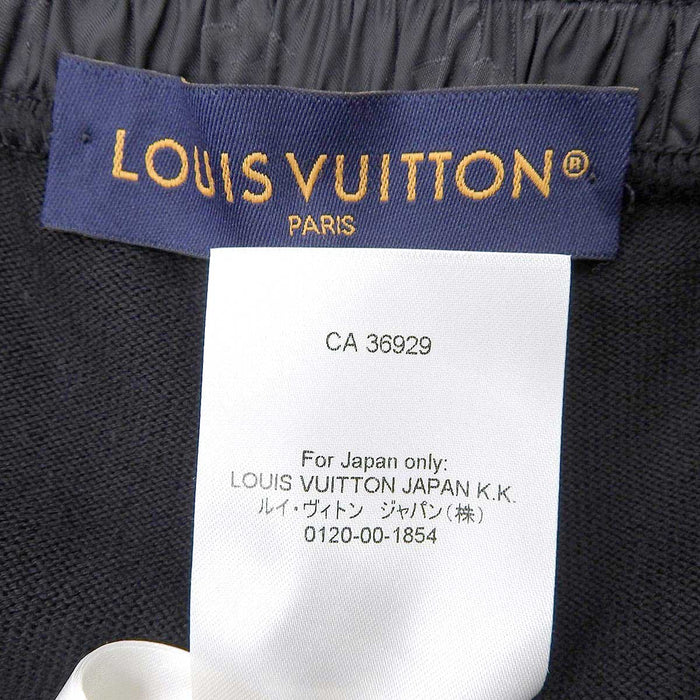 LOUIS VUITTON®
PARIS
CA 36929
For Japan only:
LOUIS VUITTON JAPAN K.K.
ルイ・ヴィトン ジャパン(株)
0120-00-1854